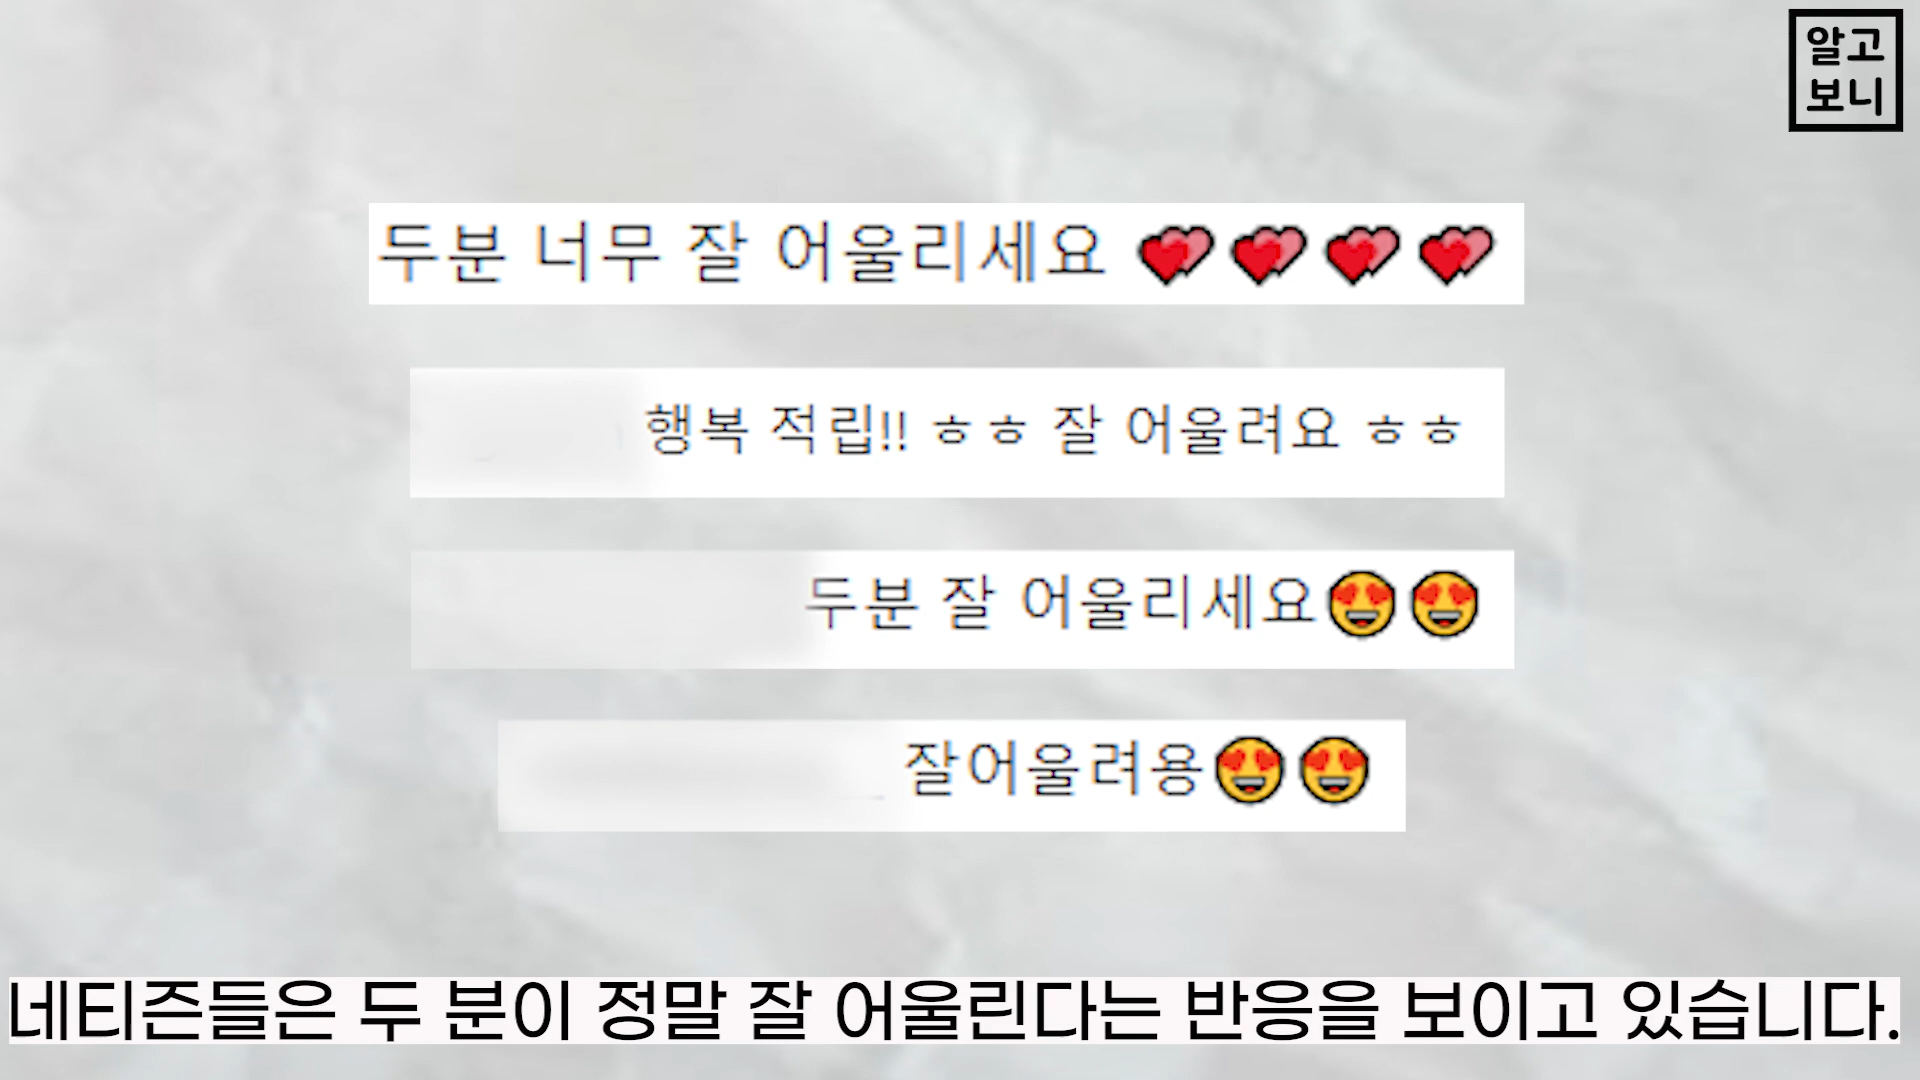 알고
보니
두분 너무 잘 어울리세요 💕💕💕💕
행복 적립!! ㅎㅎ 잘 어울려요 ㅎㅎ
두분 잘 어울리세요😍😍
잘어울려용😍😍
네티즌들은 두 분이 정말 잘 어울린다는 반응을 보이고 있습니다.